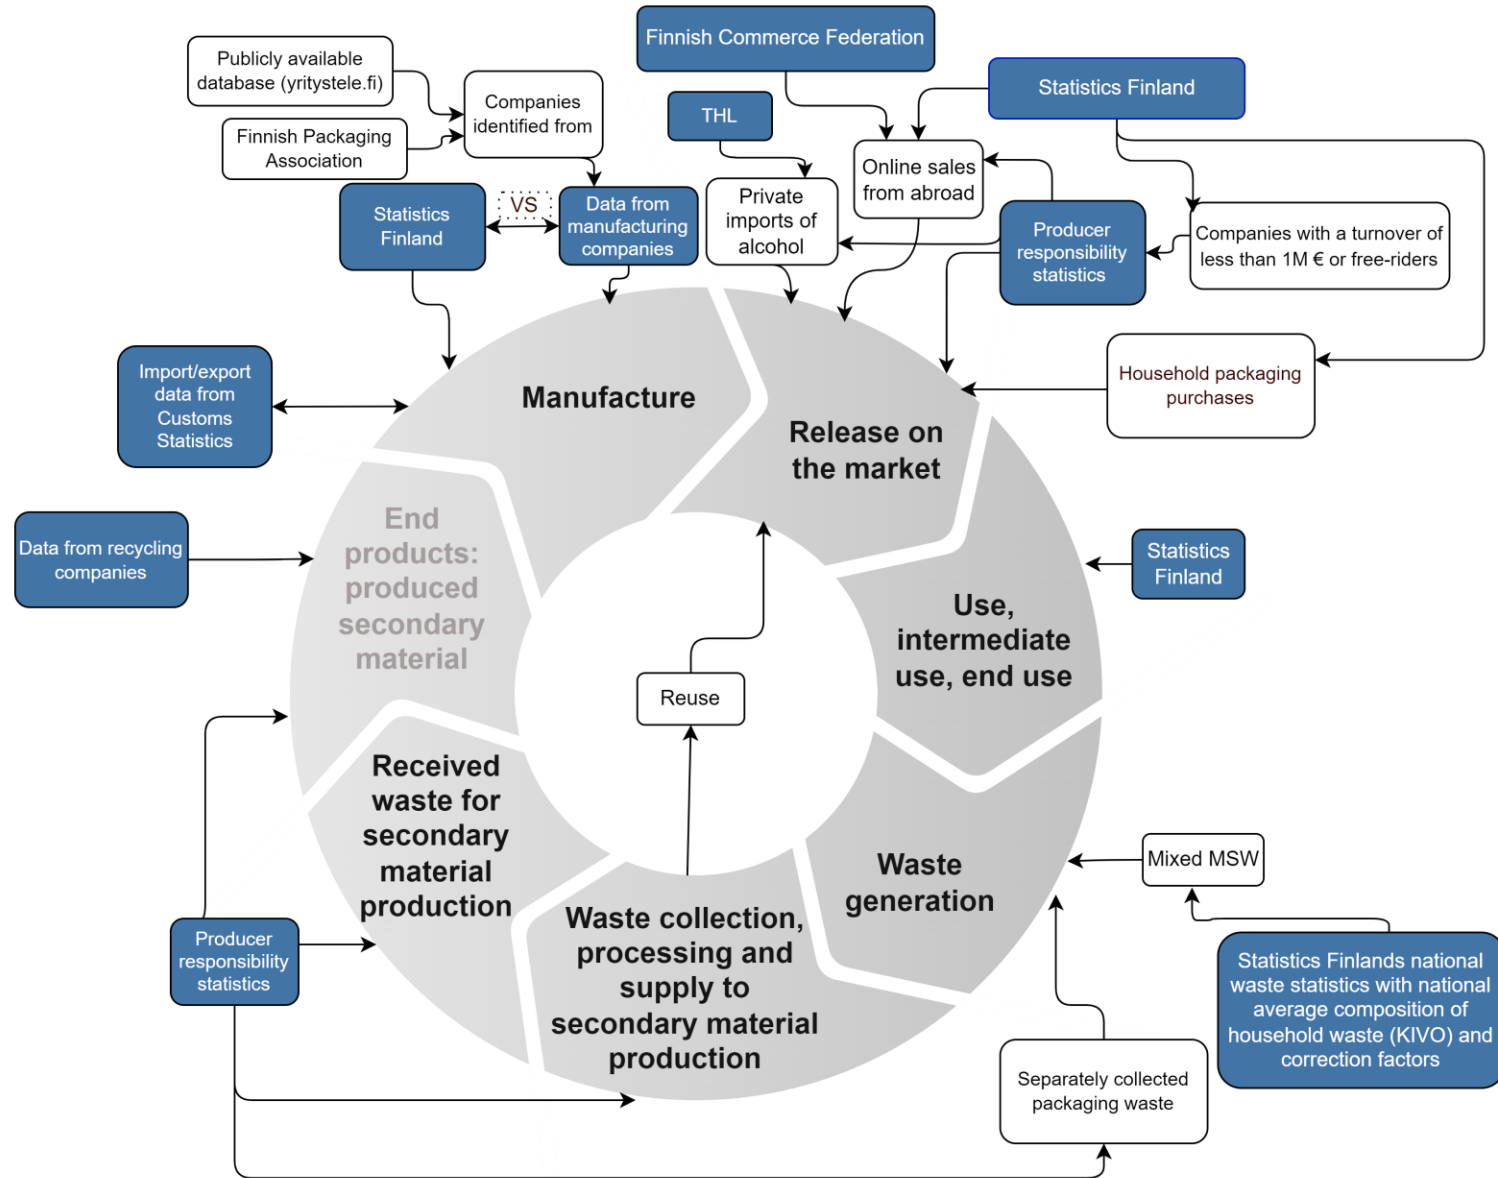 Finnish Commerce Federation
Publicly available
database (yritystele.fi)
Companies
identified from
Statistics Finland
THL
Finnish Packaging
Association
Online sales
from abroad
Statistics
Finland
VS
Data from
manufacturing
companies
Private
imports of
alcohol
Producer
responsibility
statistics
Companies with a turnover of
less than 1M € or free-riders
Import/export
data from
Customs
Statistics
Manufacture
Release on
the market
Household packaging
purchases
Data from recycling
companies
End
products:
produced
secondary
material
Statistics
Finland
Use,
intermediate
use, end use
Reuse
Received
waste for
secondary
material
production
Waste
generation
Mixed MSW
Waste collection,
processing and
supply to
secondary material
production
Producer
responsibility
statistics
Statistics Finlands national
waste statistics with national
average composition of
household waste (KIVO) and
correction factors
Separately collected
packaging waste